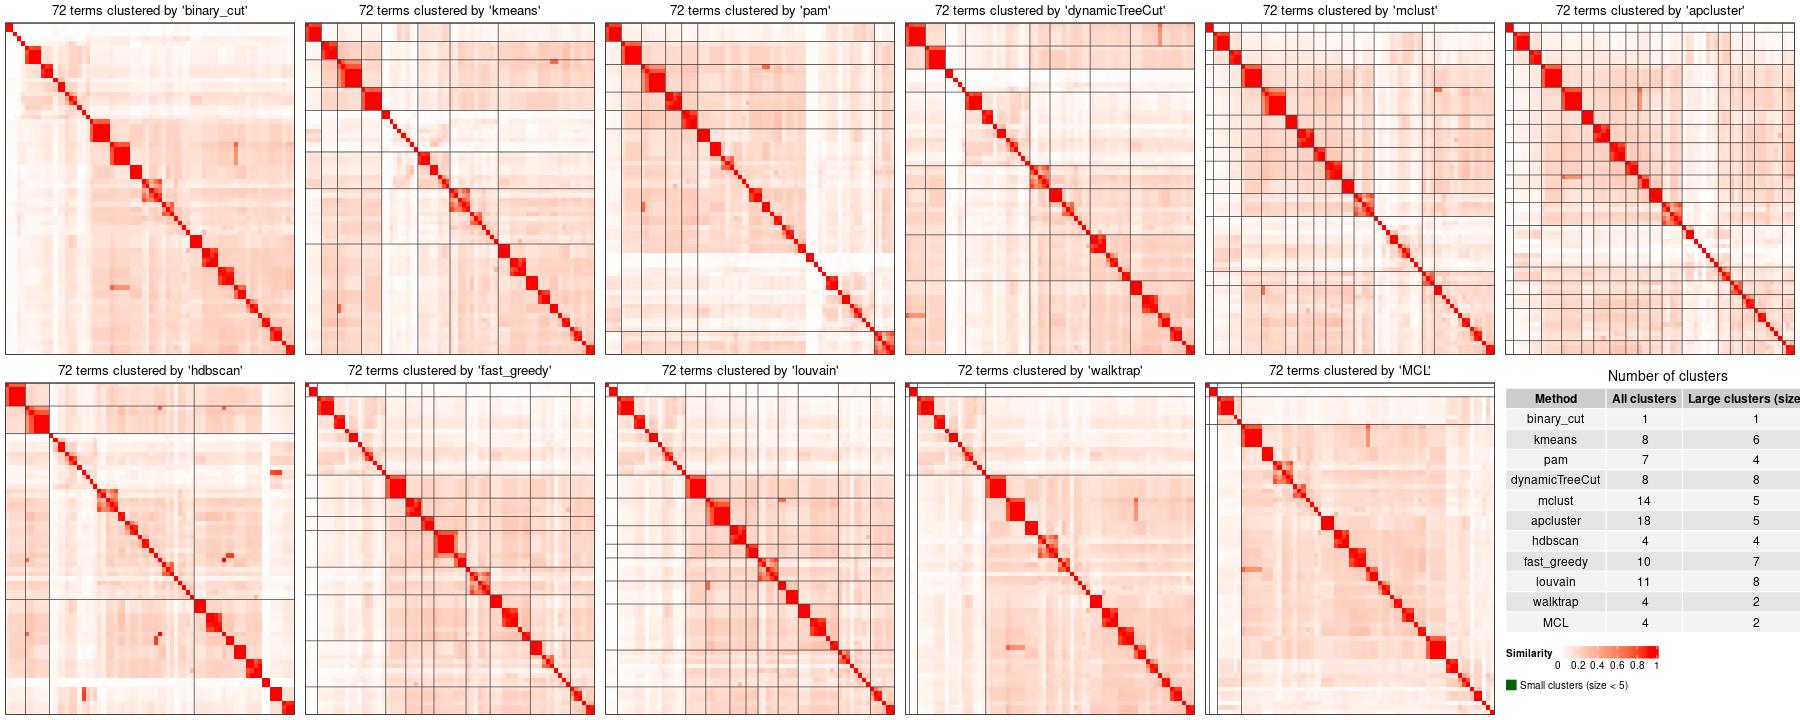 72 terms clustered by 'binary_cut'
72 terms clustered by 'kmeans'
72 terms clustered by 'pam'
72 terms clustered by 'dynamicTreeCut'
72 terms clustered by 'mclust'
72 terms clustered by 'apcluster'
72 terms clustered by 'hdbscan'
72 terms clustered by 'fast_greedy'
72 terms clustered by 'louvain'
72 terms clustered by 'walktrap'
72 terms clustered by 'MCL'
Number of clusters
Method All clusters Large clusters (size
binary_cut 1 1
kmeans 8 6
pam 7 4
dynamicTreeCut 8 8
mclust 14 5
apcluster 18 5
hdbscan 4 4
fast_greedy 10 7
louvain 11 8
walktrap 4 2
MCL 4 2
Similarity
0 0.2 0.4 0.6 0.8 1
Small clusters (size < 5)